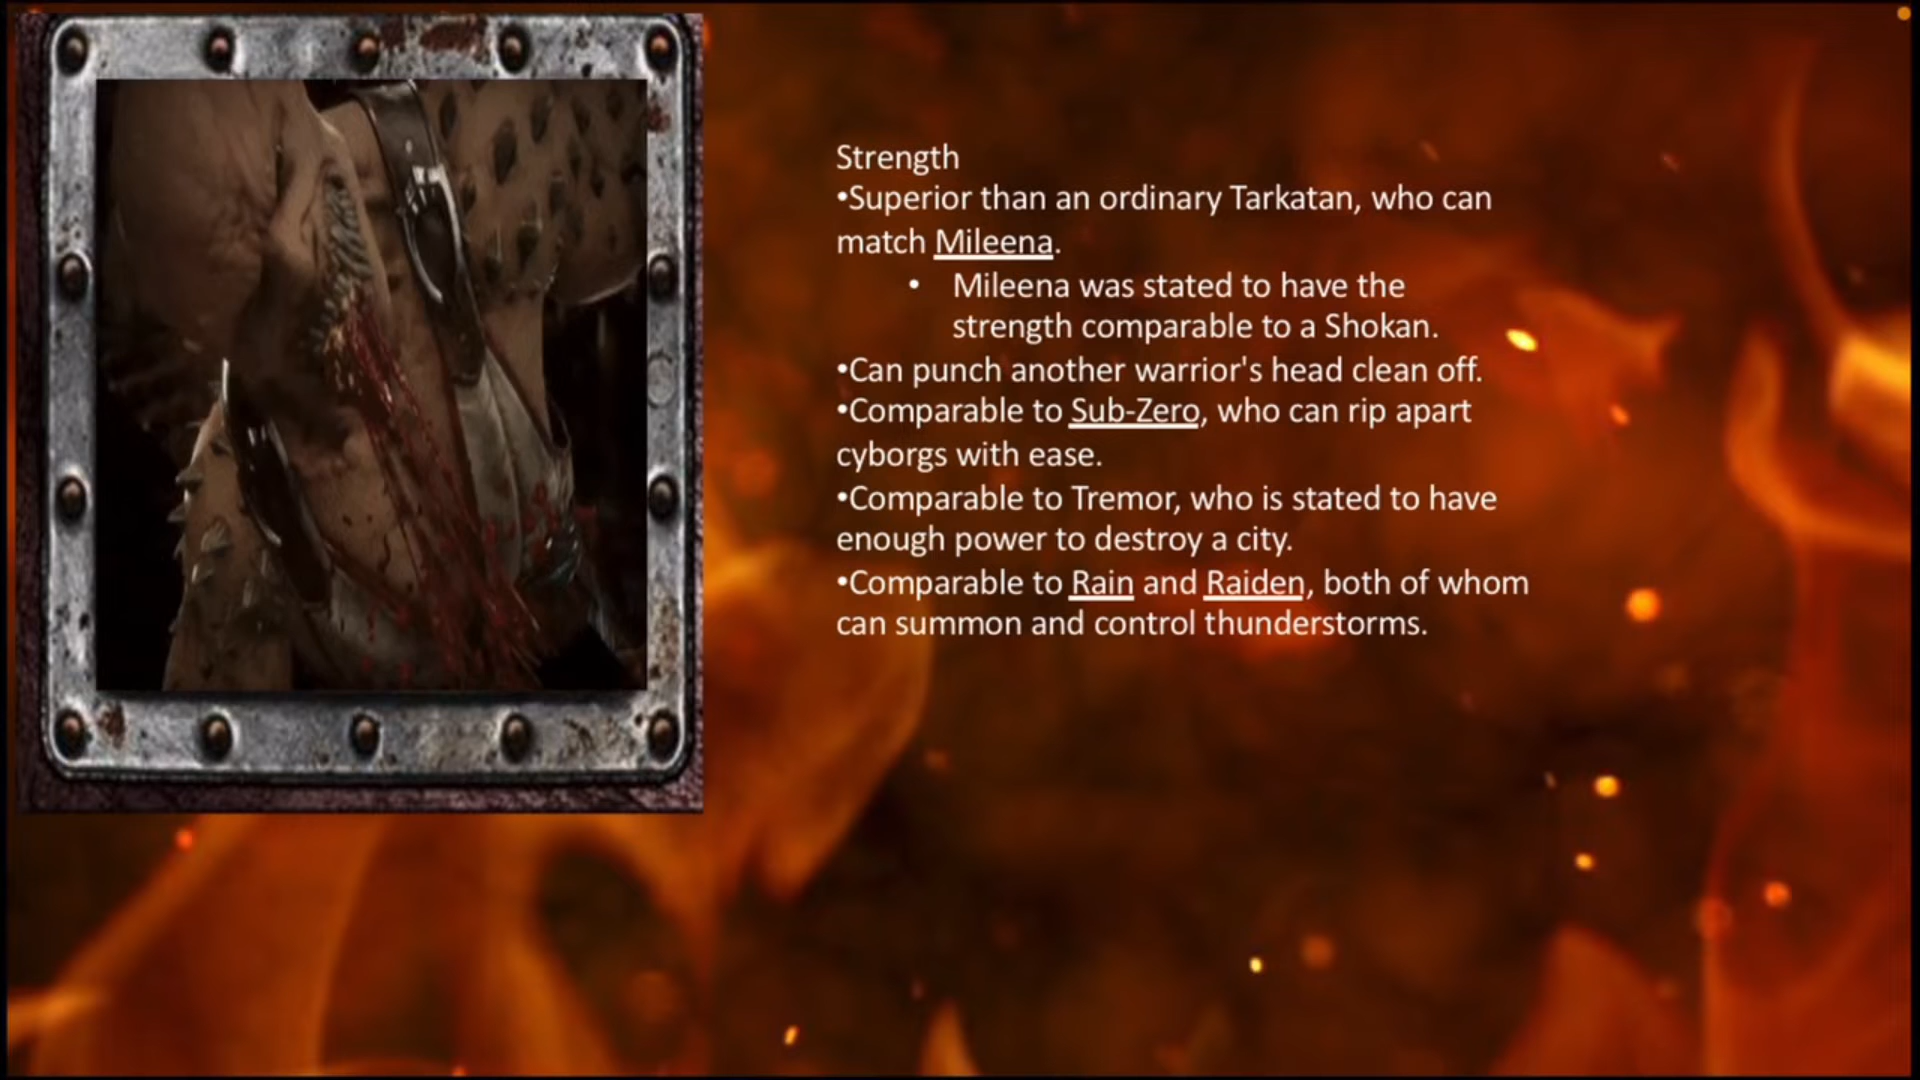 Strength
•Superior than an ordinary Tarkatan, who can
match Mileena.
• Mileena was stated to have the
strength comparable to a Shokan.
•Can punch another warrior's head clean off.
•Comparable to Sub-Zero, who can rip apart
cyborgs with ease.
•Comparable to Tremor, who is stated to have
enough power to destroy a city.
•Comparable to Rain and Raiden, both of whom
can summon and control thunderstorms.